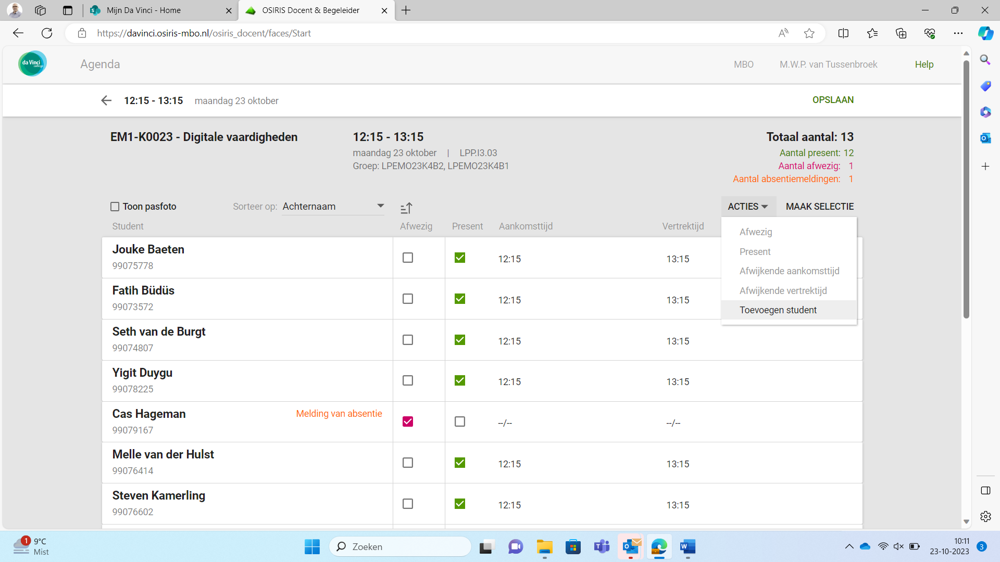 Mijn Da Vinci - Home
OSIRIS Docent & Begeleider
https://davinci.osiris-mbo.nl/osiris_docent/faces/Start
da Vinci
college
Agenda
MBO
M.W.P. van Tussenbroek
Help
12:15 - 13:15
maandag 23 oktober
OPSLAAN
EM1-K0023 - Digitale vaardigheden
12:15 - 13:15
maandag 23 oktober | LPP.I3.03
Groep: LPEMO23K4B2, LPEMO23K4B1
Totaal aantal: 13
Aantal present: 12
Aantal afwezig: 1
Aantal absentiemeldingen: 1
Toon pasfoto
Sorteer op: Achternaam
ACTIES
MAAK SELECTIE
Student
Afwezig
Present
Aankomsttijd
Vertrektijd
Afwezig
Present
Afwijkende aankomsttijd
Afwijkende vertrektijd
Toevoegen student
Jouke Baeten
99075778
12:15
13:15
Fatih Büdüs
99073572
12:15
13:15
Seth van de Burgt
99074807
12:15
13:15
Yigit Duygu
99078225
12:15
13:15
Cas Hageman
Melding van absentie
99079167
--/--
--/--
Melle van der Hulst
99076414
12:15
13:15
Steven Kamerling
99076602
12:15
13:15
1
9°C
Mist
Zoeken
10:11
23-10-2023
3